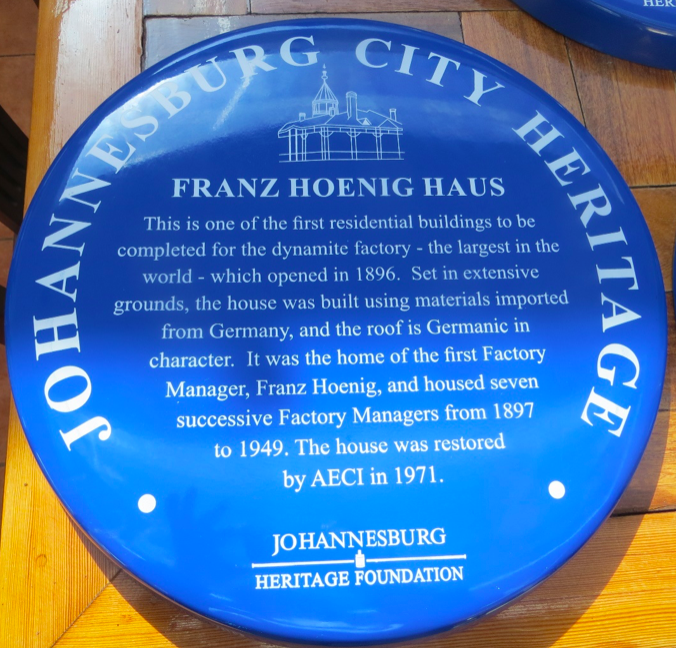 JOHANNESBURG CITY HERITAGE
FRANZ HOENIG HAUS
This is one of the first residential buildings to be
completed for the dynamite factory - the largest in the
world - which opened in 1896. Set in extensive
grounds, the house was built using materials imported
from Germany, and the roof is Germanic in
character. It was the home of the first Factory
Manager, Franz Hoenig, and housed seven
successive Factory Managers from 1897
to 1949. The house was restored
by AECI in 1971.
JOHANNESBURG
HERITAGE FOUNDATION